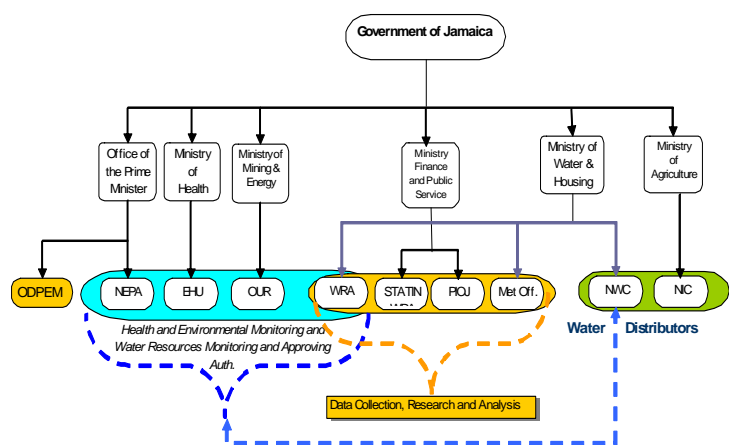 Government of Jamaica
Office of
the Prime
Minister
Ministry
of
Health
Ministry of
Mining &
Energy
Ministry
Finance
and Public
Service
Ministry of
Water &
Housing
Ministry
of
Agriculture
ODPEM
NEPA
EHU
OUR
WRA
STATIN
PIOJ
Met Off.
NWC
NIC
Health and Environmental Monitoring and
Water Resources Monitoring and Approving
Auth.
Water Distributors
Data Collection, Research and Analysis